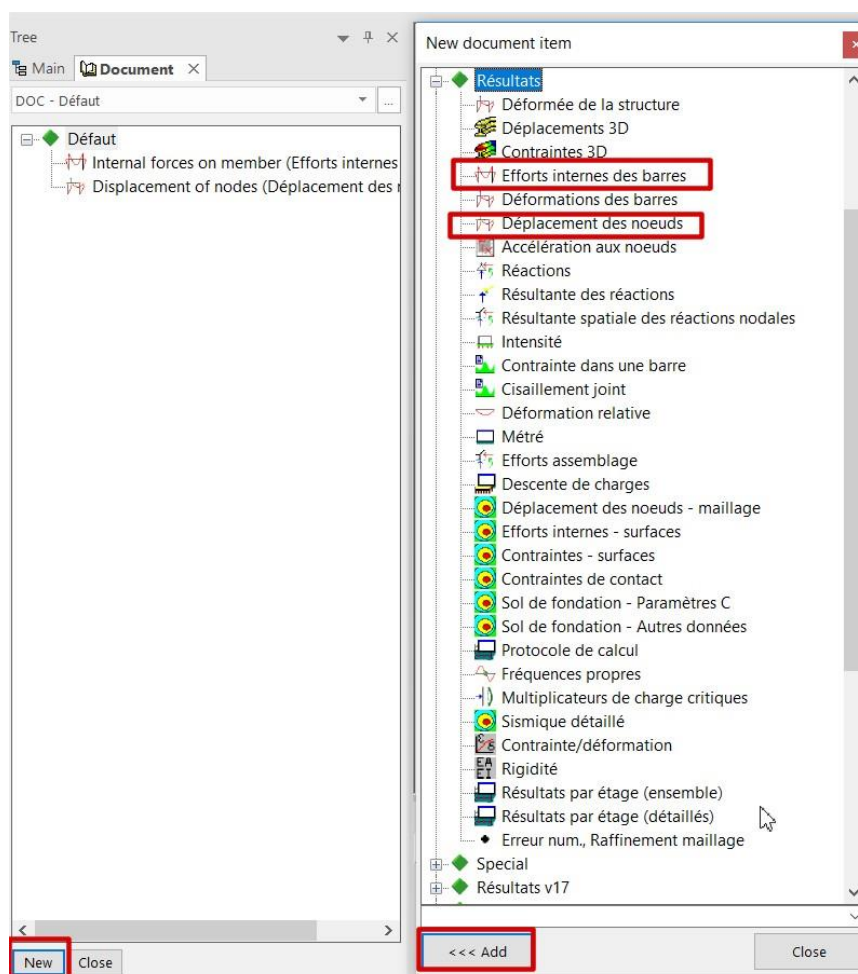 Tree
Main
Document
DOC - Défaut
...
Défaut
Internal forces on member (Efforts internes
Displacement of nodes (Déplacement des
New
Close
New document item
Résultats
Déformée de la structure
Déplacements 3D
Contraintes 3D
Efforts internes des barres
Déformations des barres
Déplacement des noeuds
Accélération aux noeuds
Réactions
Résultante des réactions
Résultante spatiale des réactions nodales
Intensité
Contrainte dans une barre
Cisaillement joint
Déformation relative
Métré
Efforts assemblage
Descente de charges
Déplacement des noeuds - maillage
Efforts internes - surfaces
Contraintes - surfaces
Contraintes de contact
Sol de fondation - Paramètres C
Sol de fondation - Autres données
Protocole de calcul
Fréquences propres
Multiplicateurs de charge critiques
Sismique détaillé
Contrainte/déformation
Rigidité
Résultats par étage (ensemble)
Résultats par étage (détaillés)
Erreur num., Raffinement maillage
Special
Résultats v17
<<< Add
Close